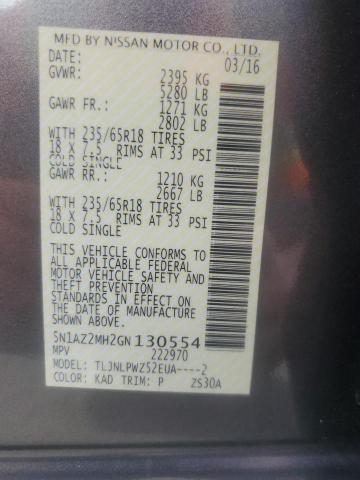 MFD BY NISSAN MOTOR CO., LTD.
DATE: 03/16
GVWR: 2395 KG
5280 LB
GAWR FR.: 1271 KG
2802 LB
WITH 235/65R18 TIRES
18 X 7.5 RIMS AT 33 PSI
COLD SINGLE
GAWR RR.: 1210 KG
2667 LB
WITH 235/65R18 TIRES
18 X 7.5 RIMS AT 33 PSI
COLD SINGLE
THIS VEHICLE CONFORMS TO
ALL APPLICABLE FEDERAL
MOTOR VEHICLE SAFETY AND
THEFT PREVENTION
STANDARDS IN EFFECT ON
THE DATE OF MANUFACTURE
SHOWN ABOVE.
5N1AZ2MH2GN130554
MPV 222970
MODEL: TLJNLPWZ52EUA----2
COLOR: KAD TRIM: P ZS30A